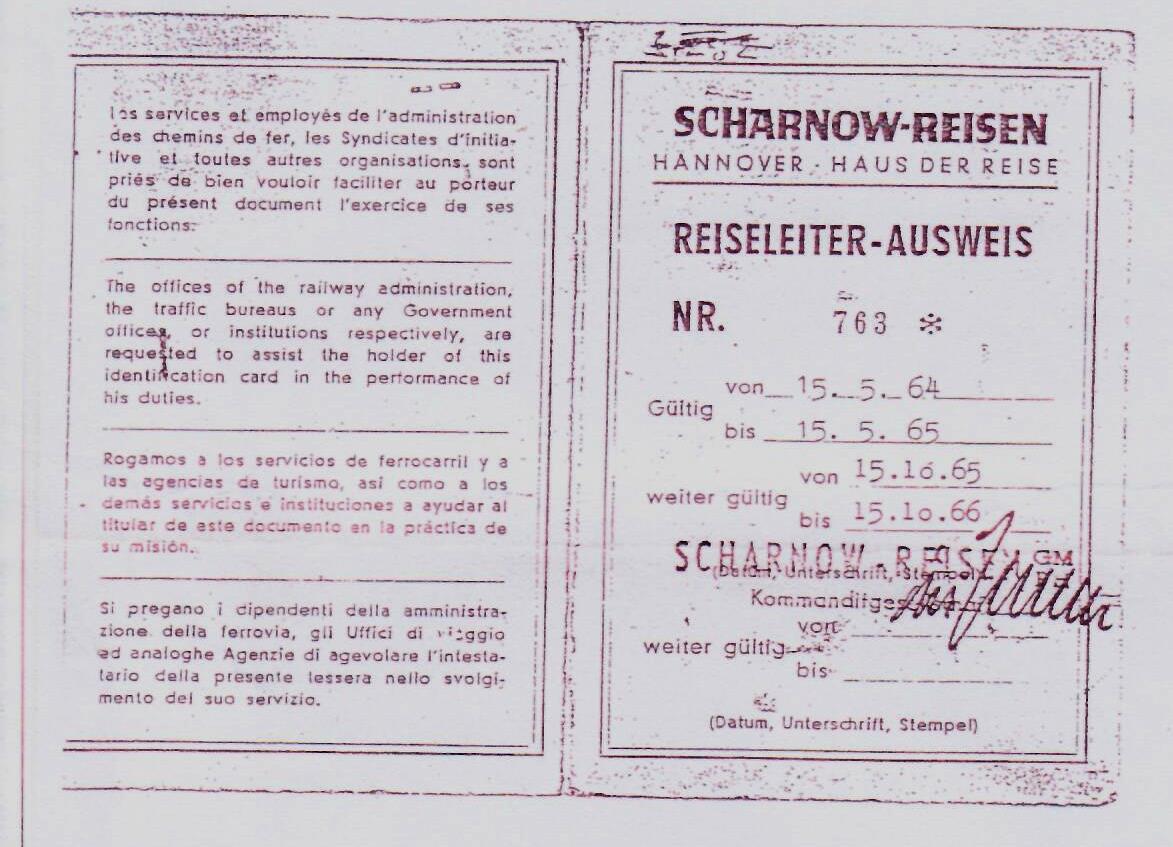 les services et employés de l'administration
des chemins de fer, les Syndicates d'initia-
tive et toutes autres organisations, sont
priés de bien vouloir faciliter au porteur
du présent document l'exercice de ses
fonctions.
The offices of the railway administration,
the traffic bureaus or any Government
offices, or institutions respectively, are
requested to assist the holder of this
identification card in the performance of
his duties.
Rogamos a los servicios de ferrocarril y a
las agencias de turismo, asi como a los
demás servicios e instituciones a ayudar al
titular de este documento en la práctica de
su misión.
Si pregano i dipendenti della amministra-
zione della ferrovia, gli Uffici di viaggio
ed analoghe Agenzie di agevolare l'intesta-
tario della presente tessera nello svolgi-
mento del suo servizio.
SCHARNOW-REISEN
HANNOVER · HAUS DER REISE
REISELEITER-AUSWEIS
NR. 763 *
Gültig
von 15.5.64
bis 15.5.65
weiter gültig
von 15.10.65
bis 15.10.66
SCHARNOW-REISEN GM
(Datum, Unterschrift, Stempel)
weiter gültig
von
bis
(Datum, Unterschrift, Stempel)